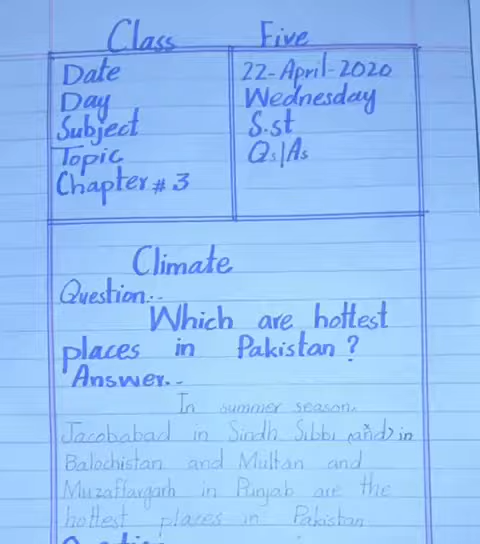 Class Five
Date 22-April-2020
Day Wednesday
Subject S.st
Topic Qs|As
Chapter # 3
Climate
Question..
Which are hottest
places in Pakistan?
Answer..
In summer season,
Jacobabad in Sindh Sibbi (and) in
Balochistan and Multan and
Muzaffargarh in Punjab are the
hottest places in Pakistan